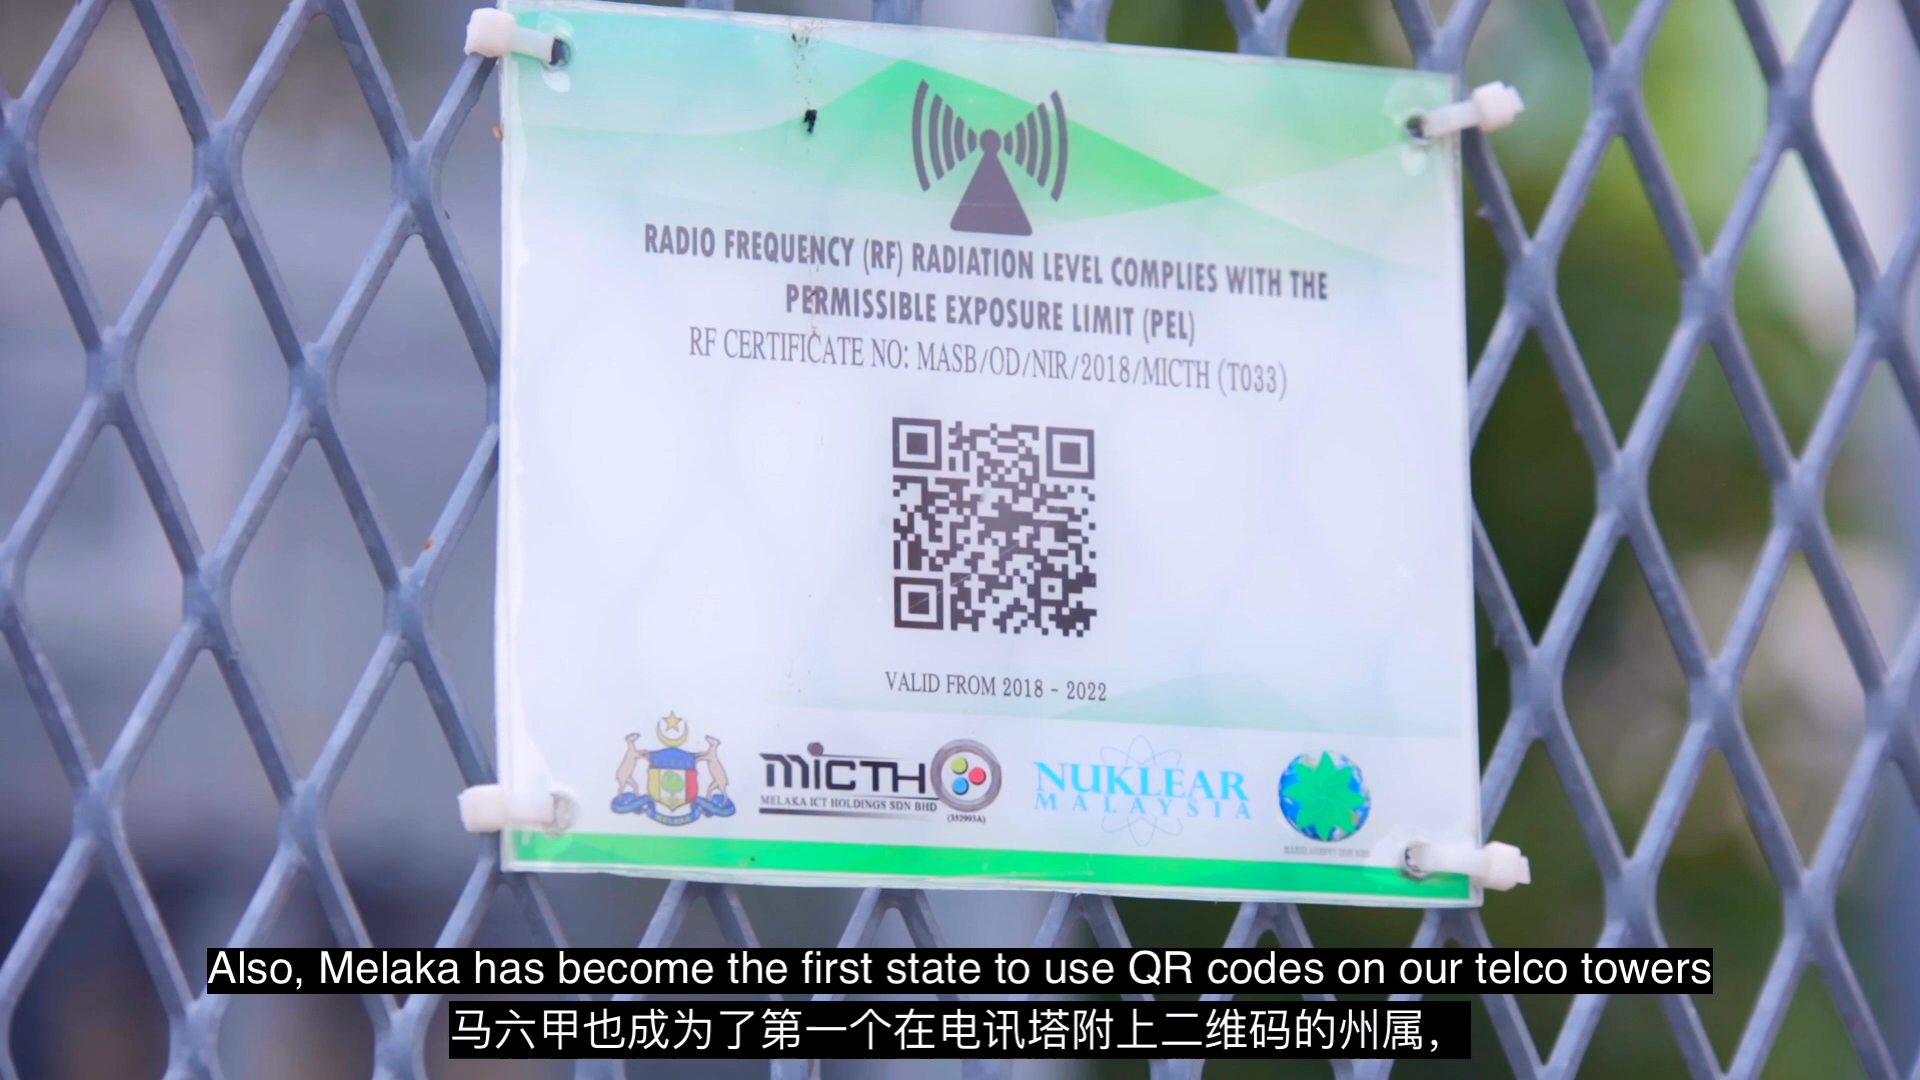 RADIO FREQUENCY (RF) RADIATION LEVEL COMPLIES WITH THE
PERMISSIBLE EXPOSURE LIMIT (PEL)
RF CERTIFICATE NO: MASB/OD/NIR/2018/MICTH (T033)
VALID FROM 2018 - 2022
MELAKA
MICTH
MELAKA ICT HOLDINGS SDN BHD
(352993A)
NUKLEAR
MALAYSIA
Also, Melaka has become the first state to use QR codes on our telco towers
马六甲也成为了第一个在电讯塔附上二维码的州属，